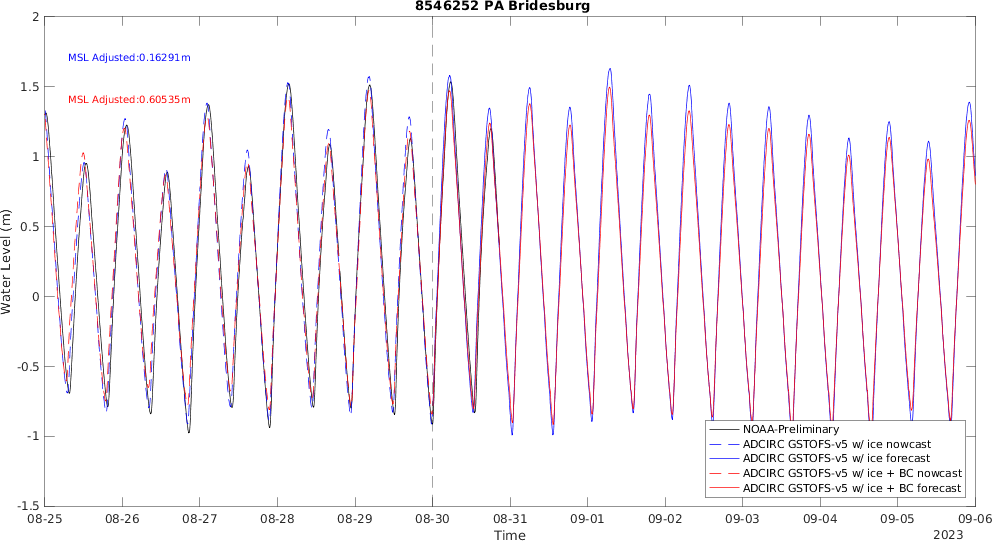 8546252 PA Bridesburg
MSL Adjusted:0.16291m
MSL Adjusted:0.60535m
Water Level (m)
2
1.5
1
0.5
0
-0.5
-1
-1.5
NOAA-Preliminary
ADCIRC GSTOFS-v5 w/ ice nowcast
ADCIRC GSTOFS-v5 w/ ice forecast
ADCIRC GSTOFS-v5 w/ ice + BC nowcast
ADCIRC GSTOFS-v5 w/ ice + BC forecast
08-25 08-26 08-27 08-28 08-29 08-30 08-31 09-01 09-02 09-03 09-04 09-05 09-06
Time
2023